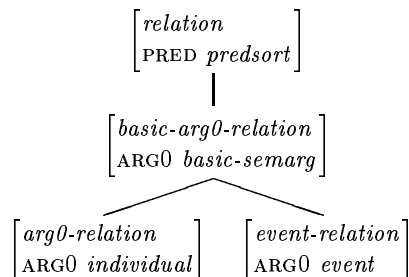 relation
PRED predsort
basic-arg0-relation
ARG0 basic-semarg
arg0-relation
ARG0 individual
event-relation
ARG0 event